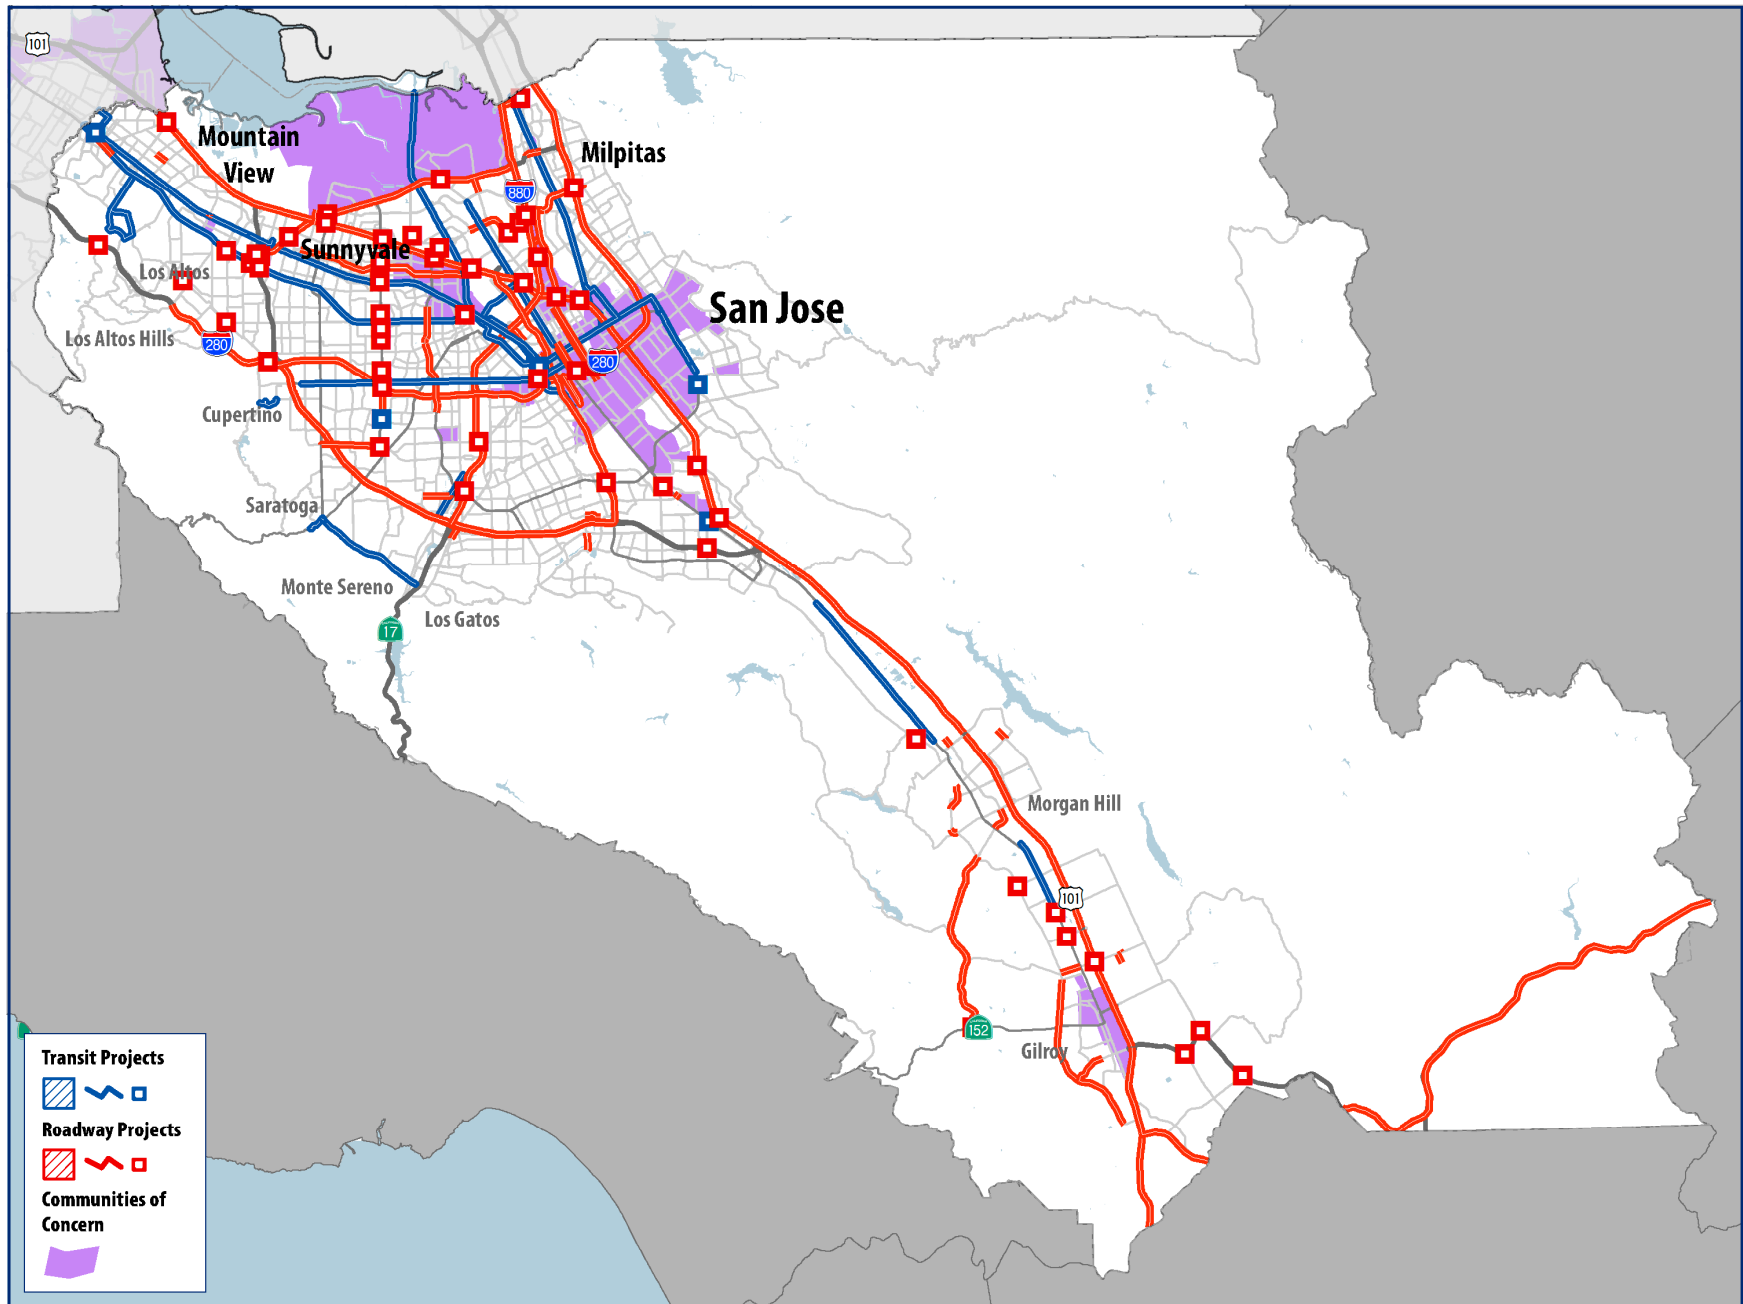 101
Mountain
View
Milpitas
880
Sunnyvale
Los Altos
San Jose
Los Altos Hills
280
280
Cupertino
Saratoga
Monte Sereno
Los Gatos
17
Morgan Hill
101
152
Gilroy
Transit Projects
Roadway Projects
Communities of
Concern